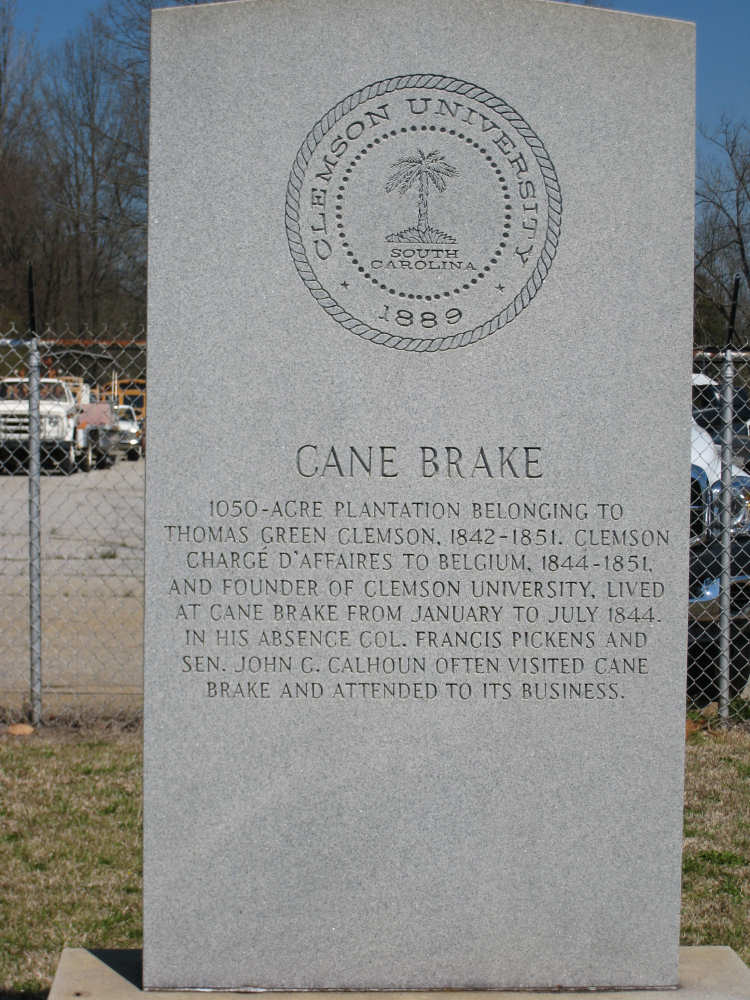 CLEMSON UNIVERSITY
SOUTH
CAROLINA
1889
CANE BRAKE
1050-ACRE PLANTATION BELONGING TO
THOMAS GREEN CLEMSON, 1842-1851. CLEMSON
CHARGÉ D'AFFAIRES TO BELGIUM, 1844-1851,
AND FOUNDER OF CLEMSON UNIVERSITY, LIVED
AT CANE BRAKE FROM JANUARY TO JULY 1844.
IN HIS ABSENCE COL. FRANCIS PICKENS AND
SEN. JOHN C. CALHOUN OFTEN VISITED CANE
BRAKE AND ATTENDED TO ITS BUSINESS.